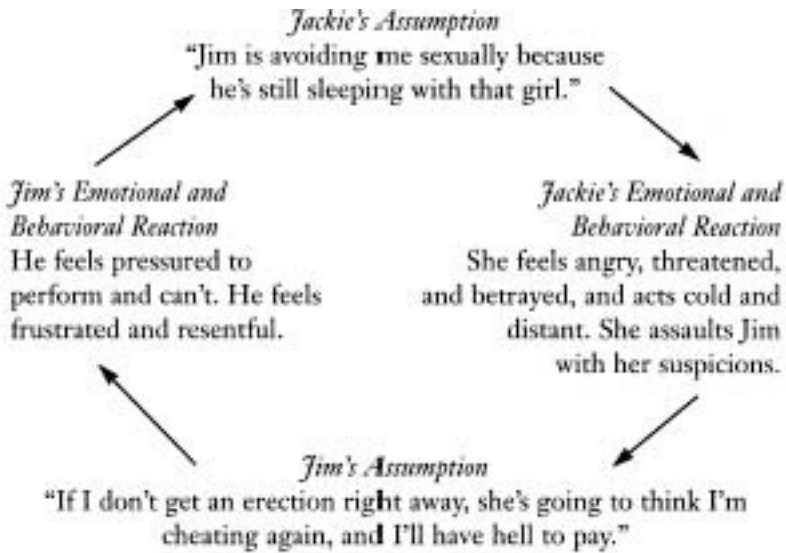 Jackie's Assumption
"Jim is avoiding me sexually because
he's still sleeping with that girl."
Jackie's Emotional and
Behavioral Reaction
She feels angry, threatened,
and betrayed, and acts cold and
distant. She assaults Jim
with her suspicions.
Jim's Assumption
"If I don't get an erection right away, she's going to think I'm
cheating again, and I'll have hell to pay."
Jim's Emotional and
Behavioral Reaction
He feels pressured to
perform and can't. He feels
frustrated and resentful.